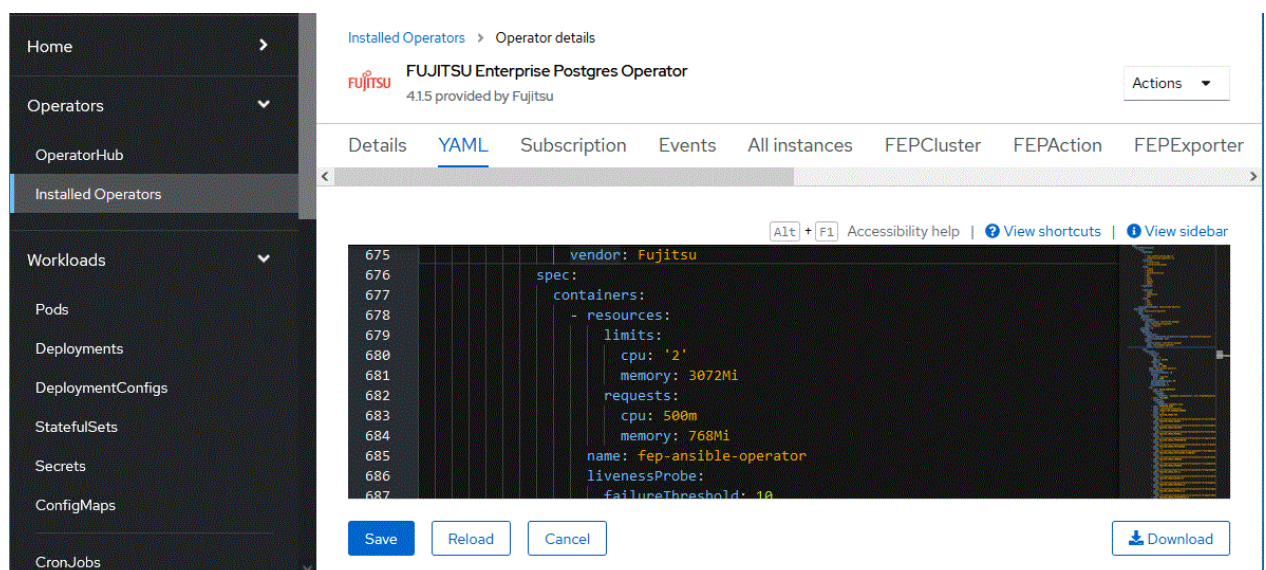 Home
Operators
OperatorHub
Installed Operators
Workloads
Pods
Deployments
DeploymentConfigs
StatefulSets
Secrets
ConfigMaps
CronJobs
Installed Operators > Operator details
FUJITSU
FUJITSU Enterprise Postgres Operator
4.1.5 provided by Fujitsu
Actions
Details YAML Subscription Events All instances FEPCluster FEPAction FEPExporter
Alt + F1 Accessibility help | View shortcuts | View sidebar
675 vendor: Fujitsu
676 spec:
677 containers:
678 - resources:
679 limits:
680 cpu: '2'
681 memory: 3072Mi
682 requests:
683 cpu: 500m
684 memory: 768Mi
685 name: fep-ansible-operator
686 livenessProbe:
687 failureThreshold: 10
Save Reload Cancel Download